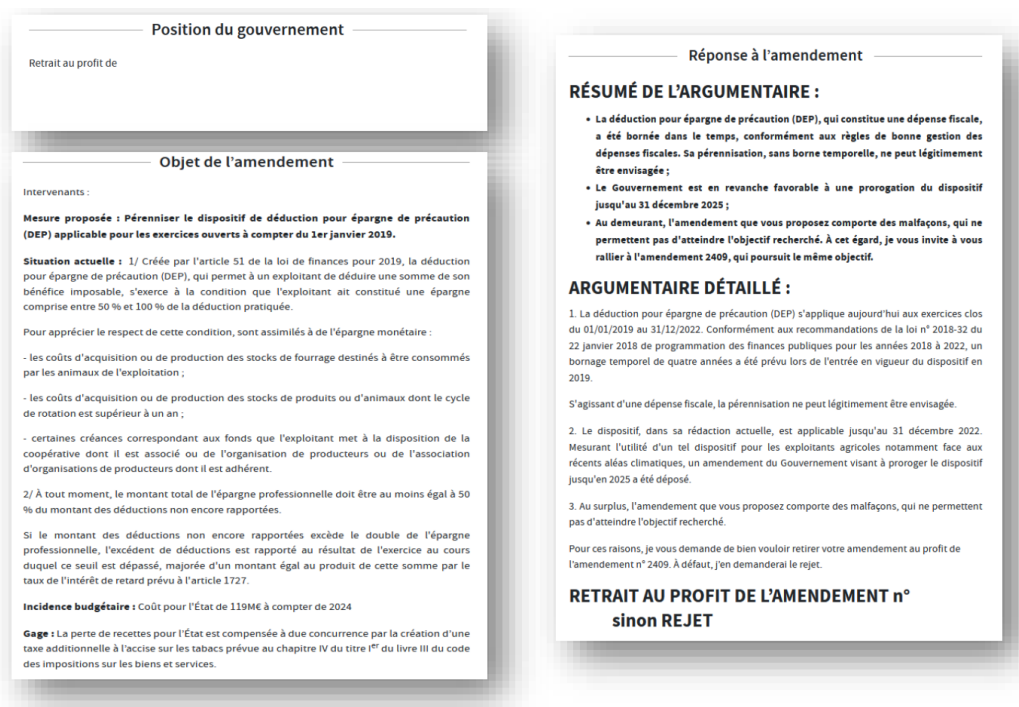 Position du gouvernement
Retrait au profit de
Objet de l'amendement
Intervenants :
Mesure proposée : Pérenniser le dispositif de déduction pour épargne de précaution
(DEP) applicable pour les exercices ouverts à compter du 1er janvier 2019.
Situation actuelle : 1/ Créée par l'article 51 de la loi de finances pour 2019, la déduction
pour épargne de précaution (DEP), qui permet à un exploitant de déduire une somme de son
bénéfice imposable, s'exerce à la condition que l'exploitant ait constitué une épargne
comprise entre 50 % et 100 % de la déduction pratiquée.
Pour apprécier le respect de cette condition, sont assimilés à de l'épargne monétaire :
- les coûts d'acquisition ou de production des stocks de fourrage destinés à être consommés
par les animaux de l'exploitation ;
- les coûts d'acquisition ou de production des stocks de produits ou d'animaux dont le cycle
de rotation est supérieur à un an ;
- certaines créances correspondant aux fonds que l'exploitant met à la disposition de la
coopérative dont il est associé ou de l'organisation de producteurs ou de l'association
d'organisations de producteurs dont il est adhérent.
2/ À tout moment, le montant total de l'épargne professionnelle doit être au moins égal à 50
% du montant des déductions non encore rapportées.
Si le montant des déductions non encore rapportées excède le double de l'épargne
professionnelle, l'excédent de déductions est rapporté au résultat de l'exercice au cours
duquel ce seuil est dépassé, majorée d'un montant égal au produit de cette somme par le
taux de l'intérêt de retard prévu à l'article 1727.
Incidence budgétaire : Coût pour l'État de 119M€ à compter de 2024
Gage : La perte de recettes pour l'État est compensée à due concurrence par la création d'une
taxe additionnelle à l'accise sur les tabacs prévue au chapitre IV du titre Ier du livre III du code
des impositions sur les biens et services.
Réponse à l'amendement
RÉSUMÉ DE L'ARGUMENTAIRE :
• La déduction pour épargne de précaution (DEP), qui constitue une dépense fiscale,
a été bornée dans le temps, conformément aux règles de bonne gestion des
dépenses fiscales. Sa pérennisation, sans borne temporelle, ne peut légitimement
être envisagée ;
• Le Gouvernement est en revanche favorable à une prorogation du dispositif
jusqu'au 31 décembre 2025 ;
• Au demeurant, l'amendement que vous proposez comporte des malfaçons, qui ne
permettent pas d'atteindre l'objectif recherché. À cet égard, je vous invite à vous
rallier à l'amendement 2409, qui poursuit le même objectif.
ARGUMENTAIRE DÉTAILLÉ :
1. La déduction pour épargne de précaution (DEP) s'applique aujourd'hui aux exercices clos
du 01/01/2019 au 31/12/2022. Conformément aux recommandations de la loi n° 2018-32 du
22 janvier 2018 de programmation des finances publiques pour les années 2018 à 2022, un
bornage temporel de quatre années a été prévu lors de l'entrée en vigueur du dispositif en
2019.
S'agissant d'une dépense fiscale, la pérennisation ne peut légitimement être envisagée.
2. Le dispositif, dans sa rédaction actuelle, est applicable jusqu'au 31 décembre 2022.
Mesurant l'utilité d'un tel dispositif pour les exploitants agricoles notamment face aux
récents aléas climatiques, un amendement du Gouvernement visant à proroger le dispositif
jusqu'en 2025 a été déposé.
3. Au surplus, l'amendement que vous proposez comporte des malfaçons, qui ne permettent
pas d'atteindre l'objectif recherché.
Pour ces raisons, je vous demande de bien vouloir retirer votre amendement au profit de
l'amendement n° 2409. À défaut, j'en demanderai le rejet.
RETRAIT AU PROFIT DE L'AMENDEMENT n°
sinon REJET